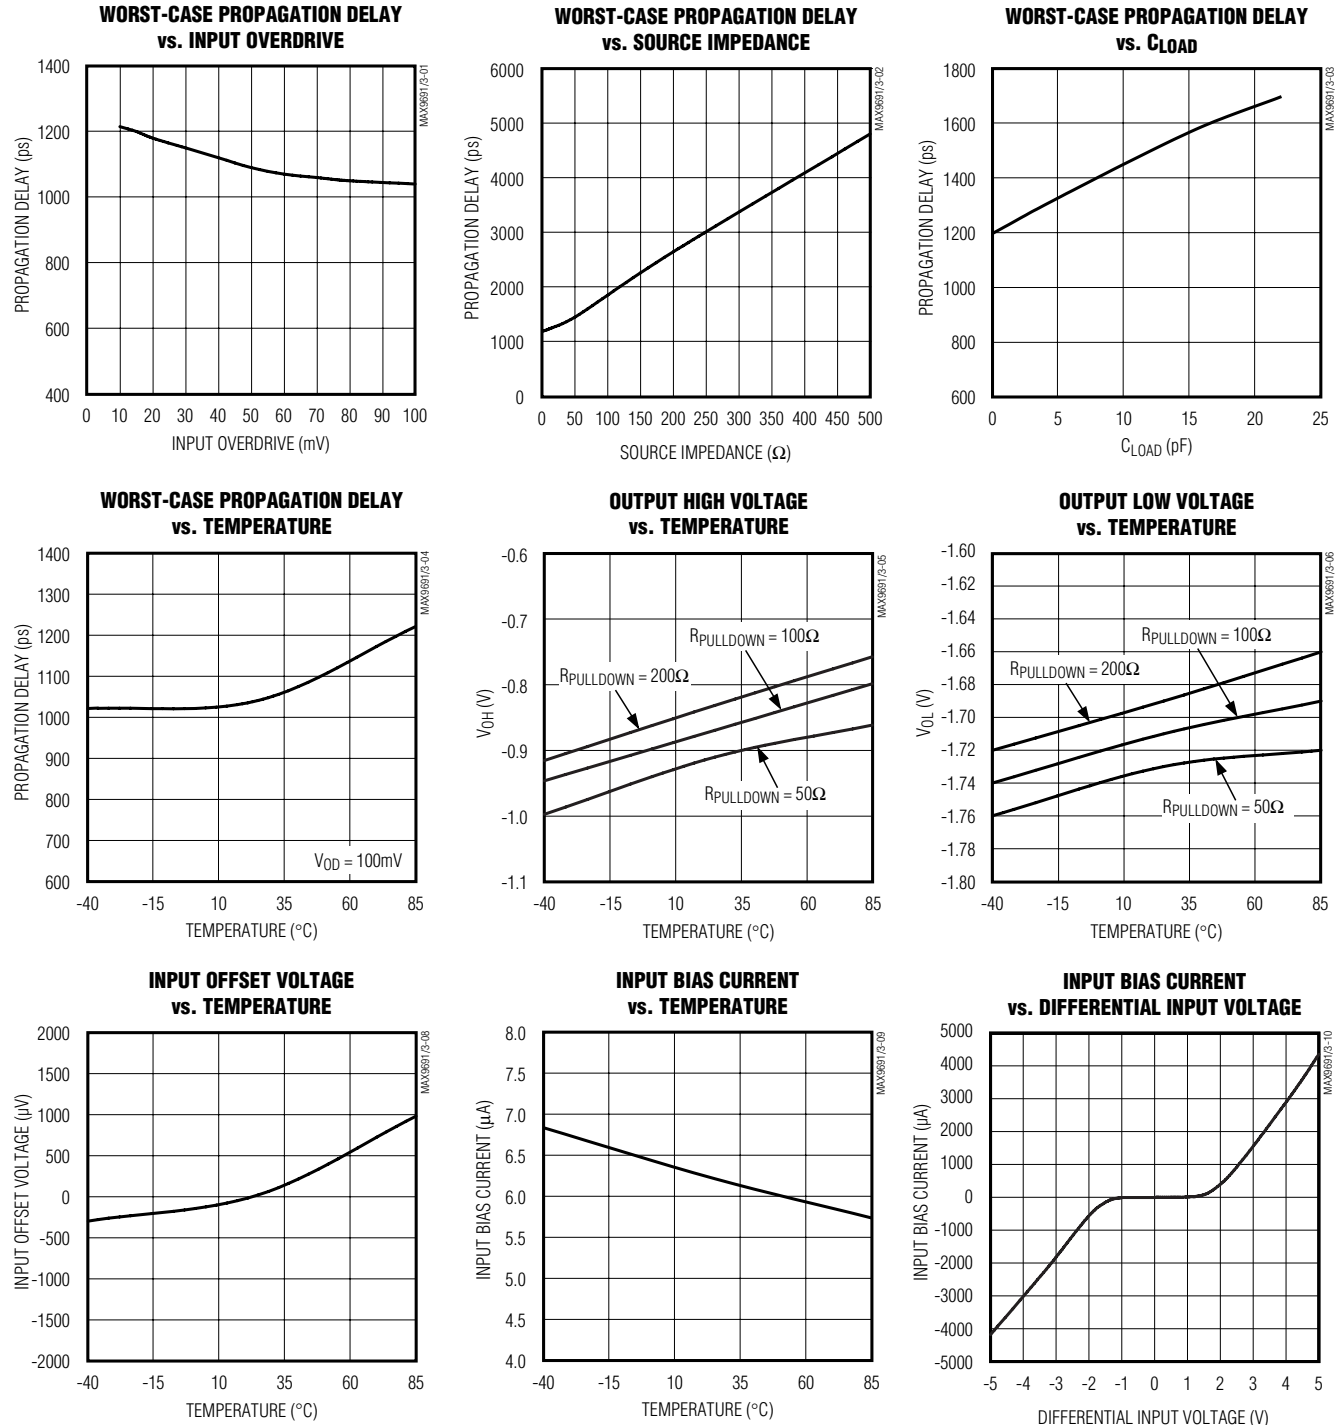 WORST-CASE PROPAGATION DELAY
vs. INPUT OVERDRIVE
1400
1200
1000
800
600
400
PROPAGATION DELAY (ps)
0 10 20 30 40 50 60 70 80 90 100
INPUT OVERDRIVE (mV)
MAX9691/3-01
WORST-CASE PROPAGATION DELAY
vs. SOURCE IMPEDANCE
6000
5000
4000
3000
2000
1000
0
PROPAGATION DELAY (ps)
0 50 100 150 200 250 300 350 400 450 500
SOURCE IMPEDANCE (Ω)
MAX9691/3-02
WORST-CASE PROPAGATION DELAY
vs. CLOAD
1800
1600
1400
1200
1000
800
600
PROPAGATION DELAY (ps)
0 5 10 15 20 25
CLOAD (pF)
MAX9691/3-03
WORST-CASE PROPAGATION DELAY
vs. TEMPERATURE
1400
1300
1200
1100
1000
900
800
700
600
PROPAGATION DELAY (ps)
VOD = 100mV
-40 -15 10 35 60 85
TEMPERATURE (°C)
MAX9691/3-04
OUTPUT HIGH VOLTAGE
vs. TEMPERATURE
-0.6
-0.7
-0.8
-0.9
-1.0
-1.1
VOH (V)
RPULLDOWN = 100Ω
RPULLDOWN = 200Ω
RPULLDOWN = 50Ω
-40 -15 10 35 60 85
TEMPERATURE (°C)
MAX9691/3-05
OUTPUT LOW VOLTAGE
vs. TEMPERATURE
-1.60
-1.62
-1.64
-1.66
-1.68
-1.70
-1.72
-1.74
-1.76
-1.78
-1.80
VOL (V)
RPULLDOWN = 100Ω
RPULLDOWN = 200Ω
RPULLDOWN = 50Ω
-40 -15 10 35 60 85
TEMPERATURE (°C)
MAX9691/3-06
INPUT OFFSET VOLTAGE
vs. TEMPERATURE
2000
1500
1000
500
0
-500
-1000
-1500
-2000
INPUT OFFSET VOLTAGE (μV)
-40 -15 10 35 60 85
TEMPERATURE (°C)
MAX9691/3-08
INPUT BIAS CURRENT
vs. TEMPERATURE
8.0
7.5
7.0
6.5
6.0
5.5
5.0
4.5
4.0
INPUT BIAS CURRENT (μA)
-40 -15 10 35 60 85
TEMPERATURE (°C)
MAX9691/3-09
INPUT BIAS CURRENT
vs. DIFFERENTIAL INPUT VOLTAGE
5000
4000
3000
2000
1000
0
-1000
-2000
-3000
-4000
-5000
INPUT BIAS CURRENT (μA)
-5 -4 -3 -2 -1 0 1 2 3 4 5
DIFFERENTIAL INPUT VOLTAGE (V)
MAX9691/3-10